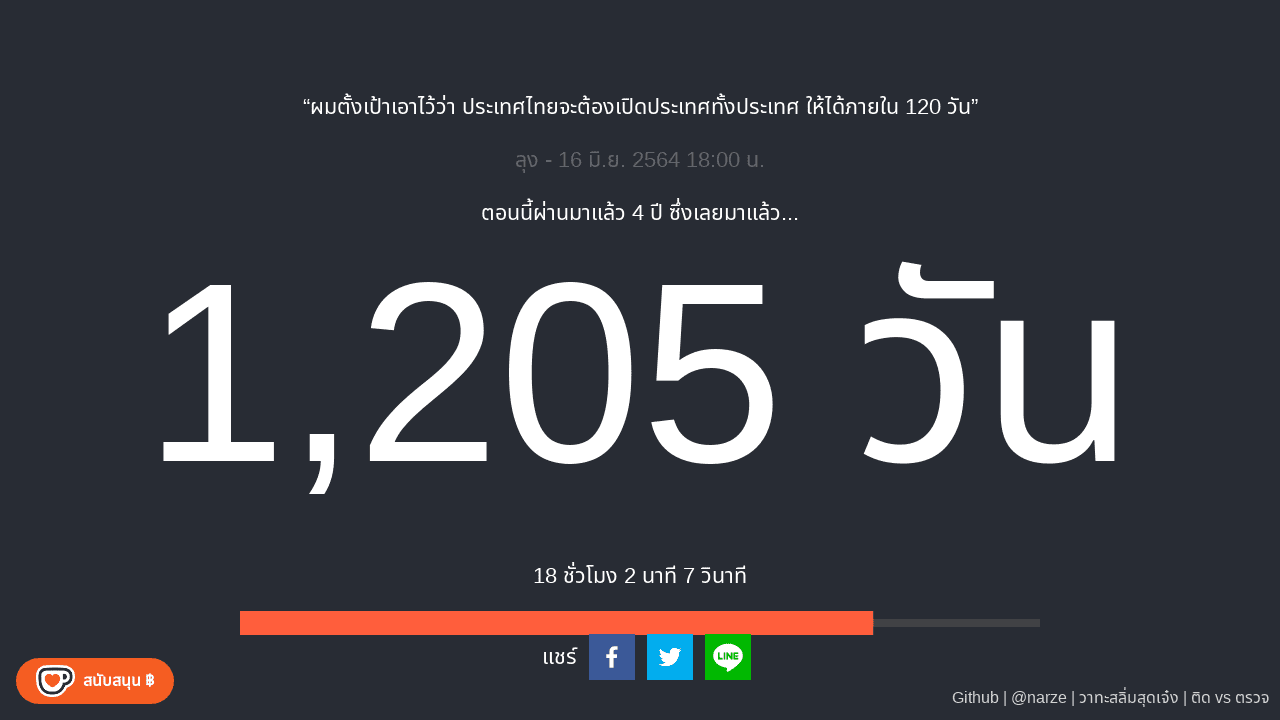 “ผมตั้งเป้าเอาไว้ว่า ประเทศไทยจะต้องเปิดประเทศทั้งประเทศ ให้ได้ภายใน 120 วัน”
ลุง - 16 มิ.ย. 2564 18:00 น.
ตอนนี้ผ่านมาแล้ว 4 ปี ซึ่งเลยมาแล้ว...
1,205 วัน
18 ชั่วโมง 2 นาที 7 วินาที
แชร์
LINE
สนับสนุน ฿
Github | @narze | วาทะสลิ่มสุดเจ๋ง | ติด vs ตรวจ